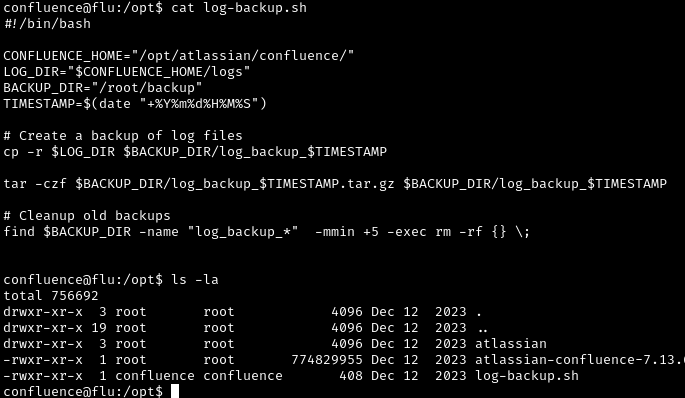 confluence@flu:/opt$ cat log-backup.sh
#!/bin/bash
CONFLUENCE_HOME="/opt/atlassian/confluence/"
LOG_DIR="$CONFLUENCE_HOME/logs"
BACKUP_DIR="/root/backup"
TIMESTAMP=$(date "+%Y%m%d%H%M%S")
# Create a backup of log files
cp -r $LOG_DIR $BACKUP_DIR/log_backup_$TIMESTAMP
tar -czf $BACKUP_DIR/log_backup_$TIMESTAMP.tar.gz $BACKUP_DIR/log_backup_$TIMESTAMP
# Cleanup old backups
find $BACKUP_DIR -name "log_backup_*"  -mmin +5 -exec rm -rf {} \;
confluence@flu:/opt$ ls -la
total 756692
drwxr-xr-x  3 root       root            4096 Dec 12  2023 .
drwxr-xr-x 19 root       root            4096 Dec 12  2023 ..
drwxr-xr-x  3 root       root            4096 Dec 12  2023 atlassian
-rwxr-xr-x  1 root       root       774829955 Dec 12  2023 atlassian-confluence-7.13.
-rwxr-xr-x  1 confluence confluence       408 Dec 12  2023 log-backup.sh
confluence@flu:/opt$